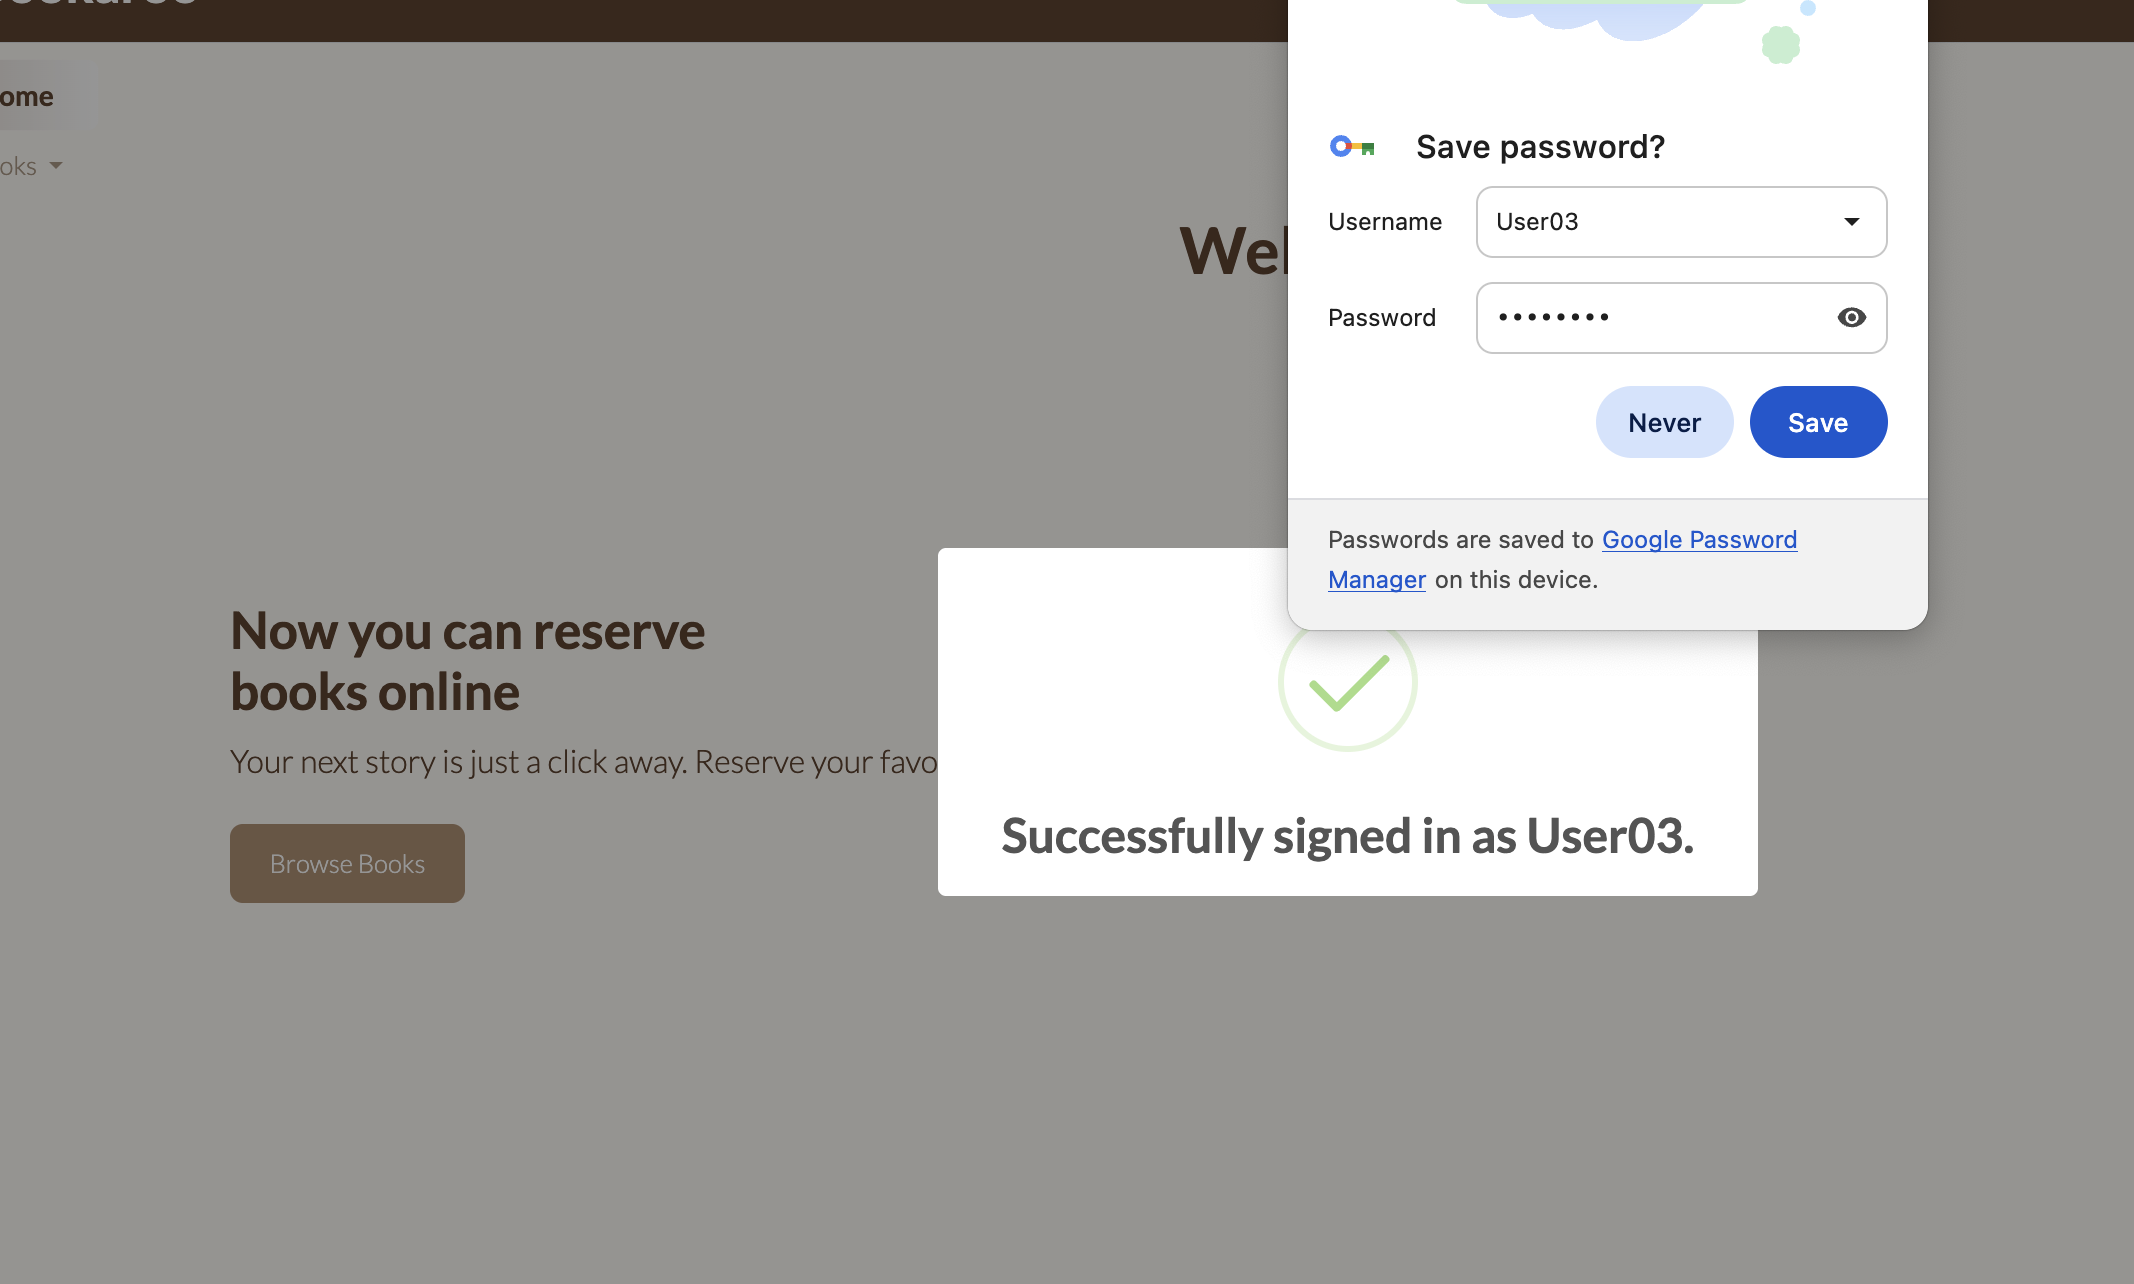 ome
oks
Wel
Save password?
Username
User03
Password
••••••••
Never
Save
Passwords are saved to Google Password
Manager on this device.
Now you can reserve
books online
Your next story is just a click away. Reserve your favo
Browse Books
Successfully signed in as User03.